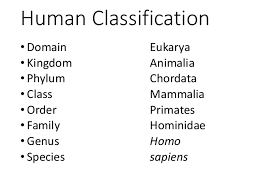 Human Classification
• Domain Eukarya
• Kingdom Animalia
• Phylum Chordata
• Class Mammalia
• Order Primates
• Family Hominidae
• Genus Homo
• Species sapiens